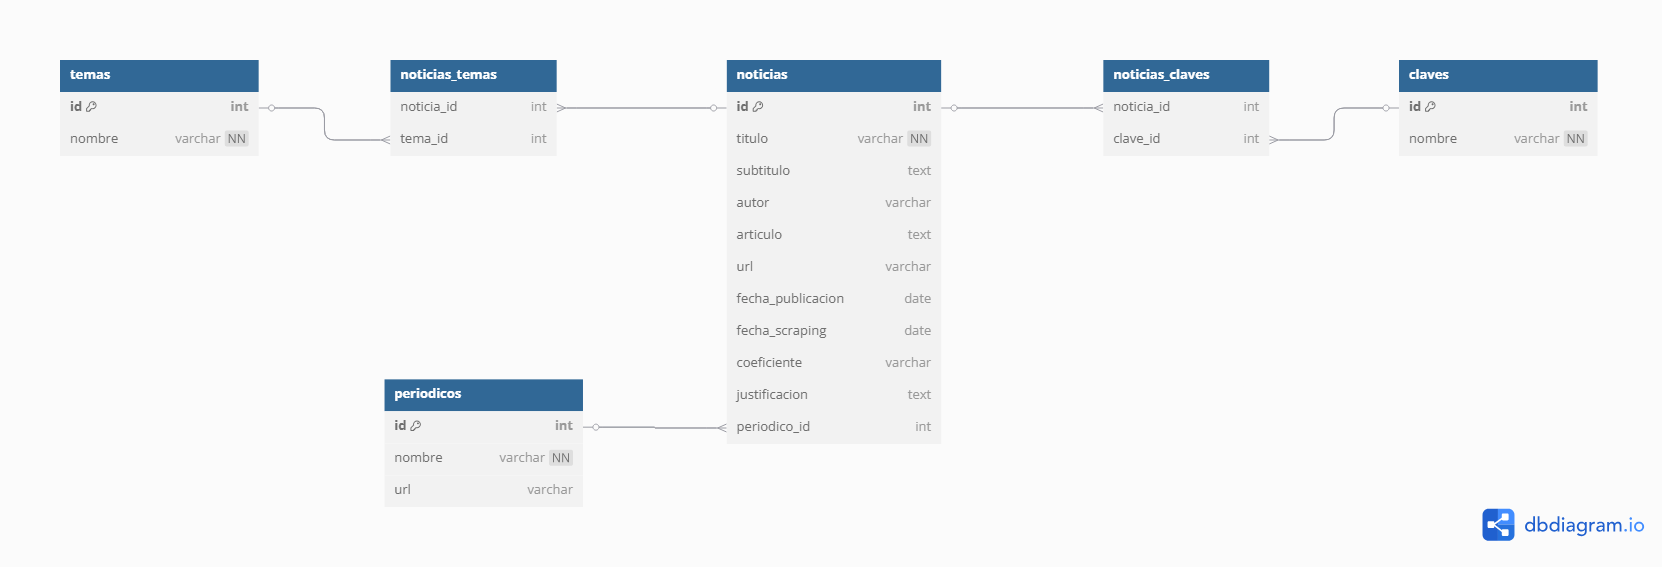 temas
id int
nombre varchar NN
noticias_temas
noticia_id int
tema_id int
noticias
id int
titulo varchar NN
subtitulo text
autor varchar
articulo text
url varchar
fecha_publicacion date
fecha_scraping date
coeficiente varchar
justificacion text
periodico_id int
noticias_claves
noticia_id int
clave_id int
claves
id int
nombre varchar NN
periodicos
id int
nombre varchar NN
url varchar
dbdiagram.io